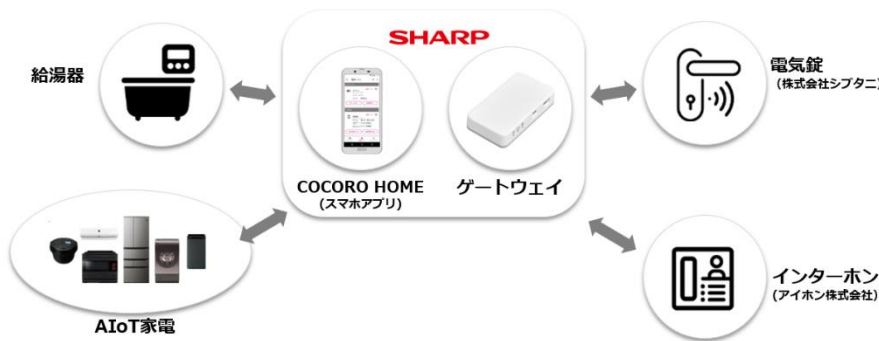 SHARP
給湯器
電気錠
(株式会社シブタニ)
COCORO HOME
(スマホアプリ)
ゲートウェイ
インターホン
(アイホン株式会社)
AIoT家電